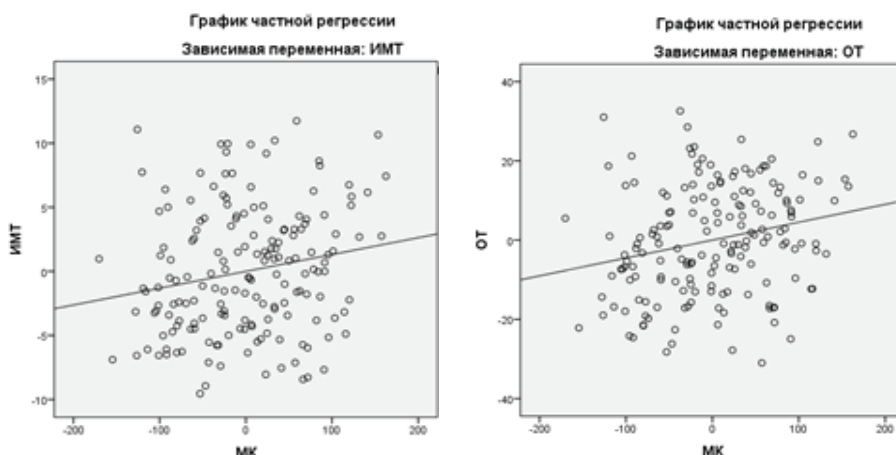 График частной регрессии
Зависимая переменная: ИМТ
ИМТ
15
10
5
0
-5
-10
-200
-100
0
100
200
МК
График частной регрессии
Зависимая переменная: ОТ
ОТ
40
20
0
-20
-40
-200
-100
0
100
200
МК